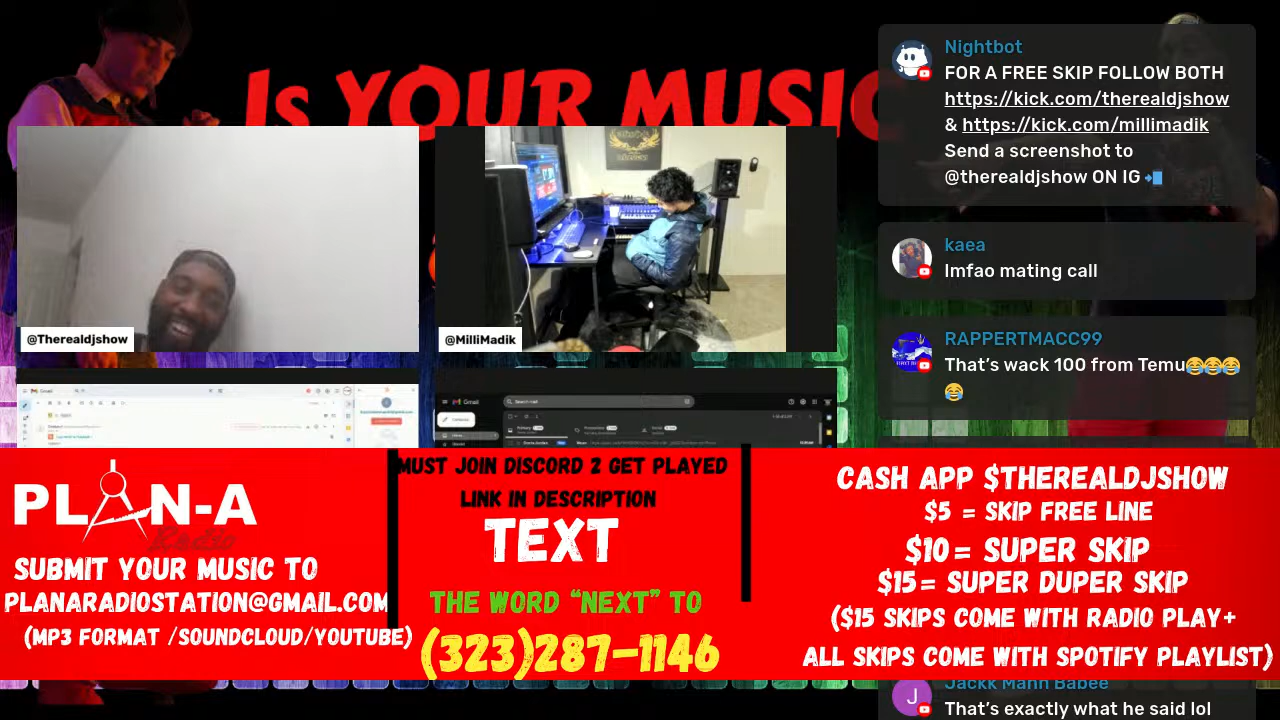 Is YOUR MUSIC
@Therealdjshow
@MilliMadik
Gmail
Gmail
Search mail
PLAN-A
Radio
SUBMIT YOUR MUSIC TO
PLANARADIOSTATION@GMAIL.COM
(MP3 FORMAT /SOUNDCLOUD/YOUTUBE)
MUST JOIN DISCORD 2 GET PLAYED
LINK IN DESCRIPTION
TEXT
THE WORD “NEXT” TO
(323)287-1146
CASH APP $THEREALDJSHOW
$5 = SKIP FREE LINE
$10= SUPER SKIP
$15= SUPER DUPER SKIP
($15 SKIPS COME WITH RADIO PLAY+
ALL SKIPS COME WITH SPOTIFY PLAYLIST)
Nightbot
FOR A FREE SKIP FOLLOW BOTH
https://kick.com/therealdjshow
& https://kick.com/millimadik
Send a screenshot to
@therealdjshow ON IG 📲
kaea
lmfao mating call
RAPPERTMACC99
That’s wack 100 from Temu😂😂😂
😂
J
Jackk Mann Babee
That’s exactly what he said lol